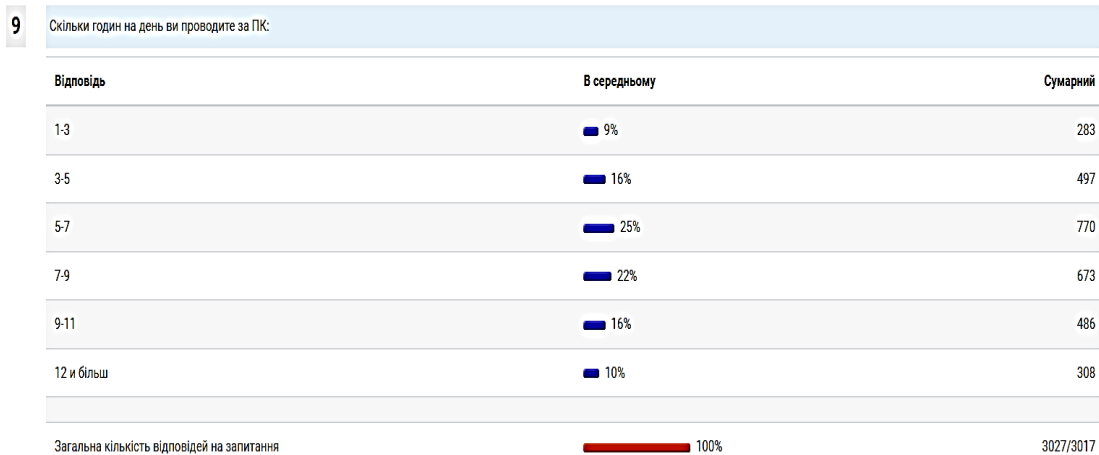 9 Скільки годин на день ви проводите за ПК:
Відповідь В середньому Сумарний
1-3 9% 283
3-5 16% 497
5-7 25% 770
7-9 22% 673
9-11 16% 486
12 и більш 10% 308
Загальна кількість відповідей на запитання 100% 3027/3017